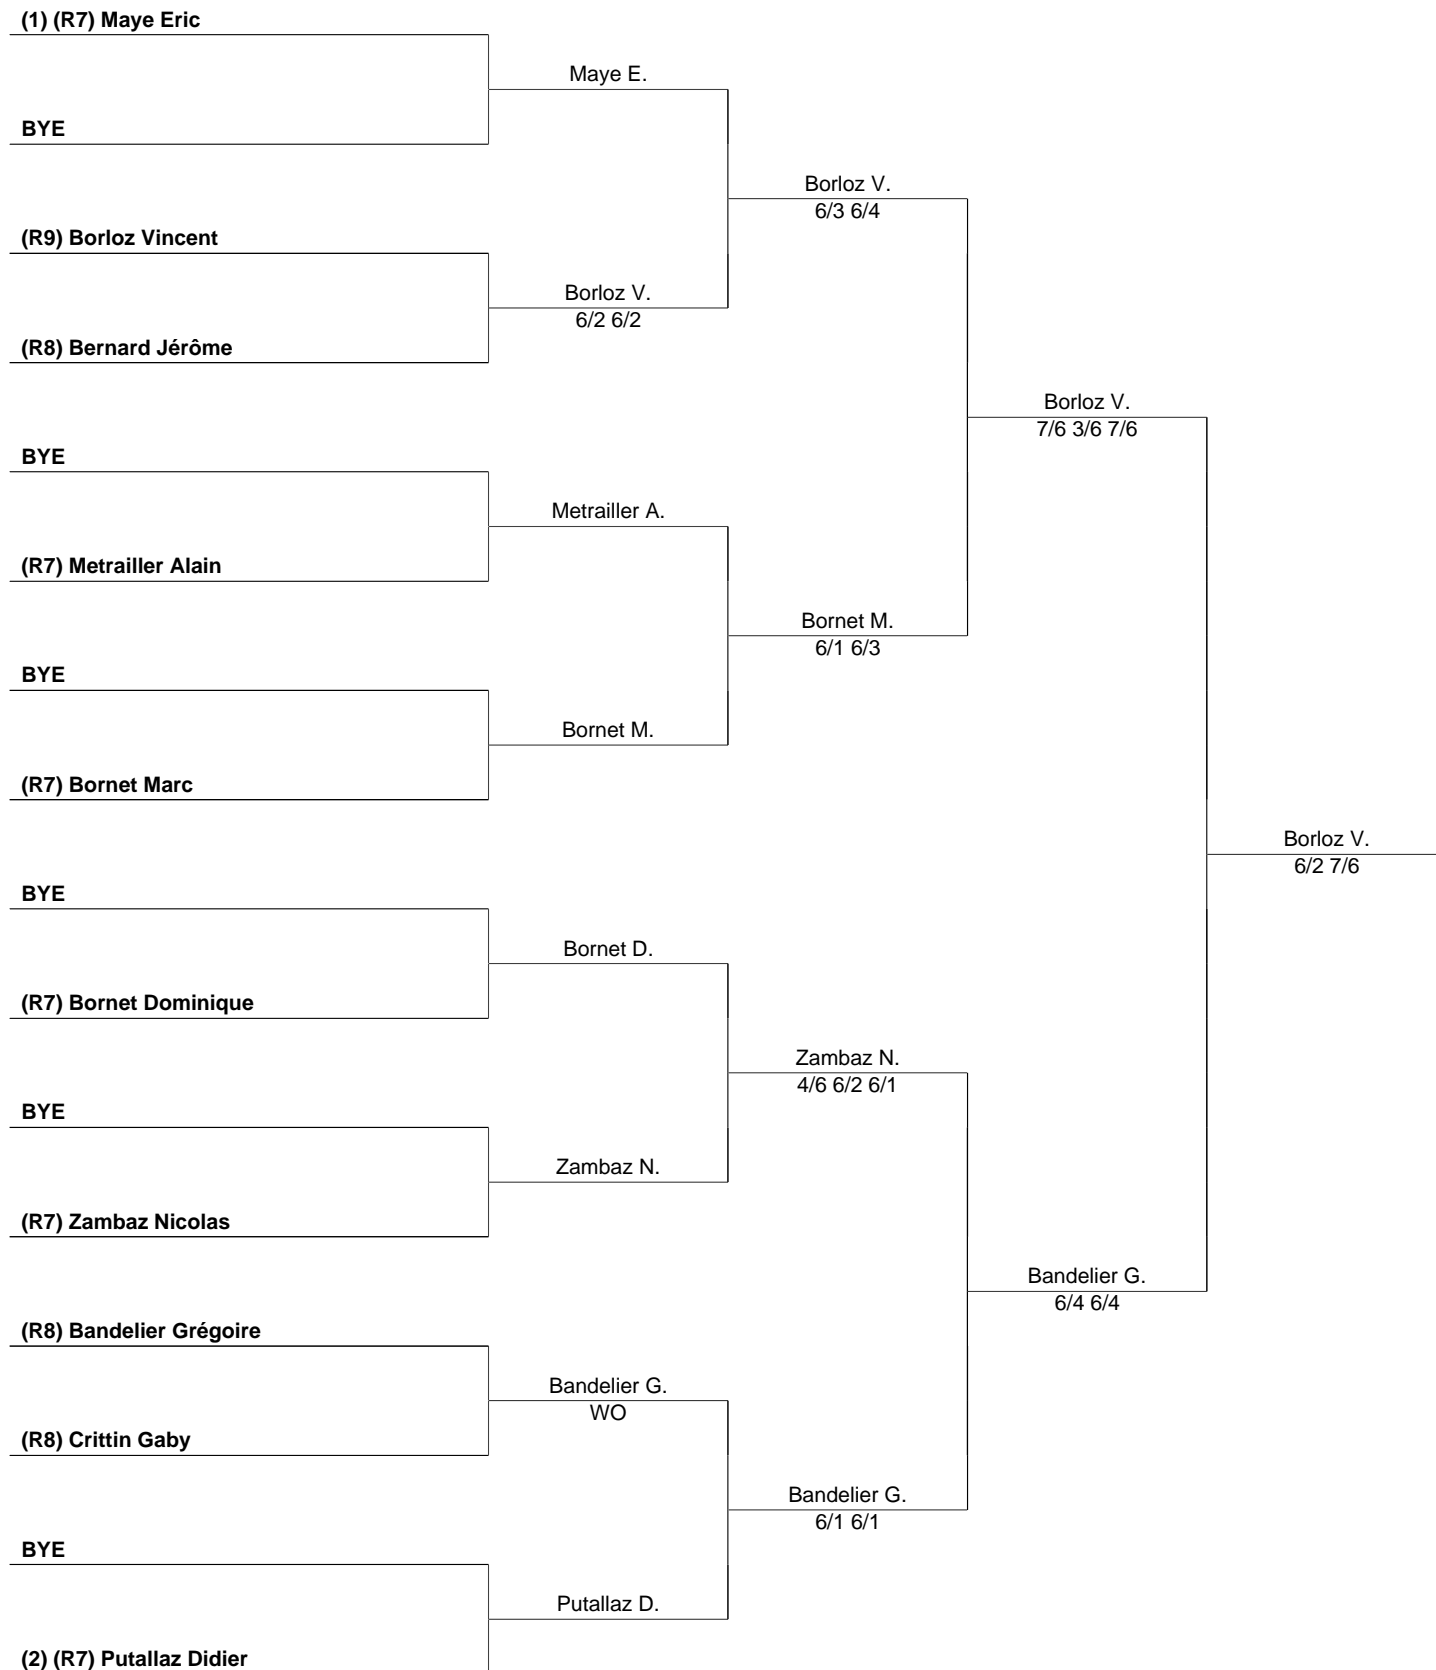 (1) (R7) Maye Eric
Maye E.
BYE
Borloz V.
6/3 6/4
(R9) Borloz Vincent
Borloz V.
6/2 6/2
(R8) Bernard Jérôme
Borloz V.
7/6 3/6 7/6
BYE
Metrailler A.
(R7) Metrailler Alain
Bornet M.
6/1 6/3
BYE
Bornet M.
(R7) Bornet Marc
Borloz V.
6/2 7/6
BYE
Bornet D.
(R7) Bornet Dominique
Zambaz N.
4/6 6/2 6/1
BYE
Zambaz N.
(R7) Zambaz Nicolas
Bandelier G.
6/4 6/4
(R8) Bandelier Grégoire
Bandelier G.
WO
(R8) Crittin Gaby
Bandelier G.
6/1 6/1
BYE
Putallaz D.
(2) (R7) Putallaz Didier